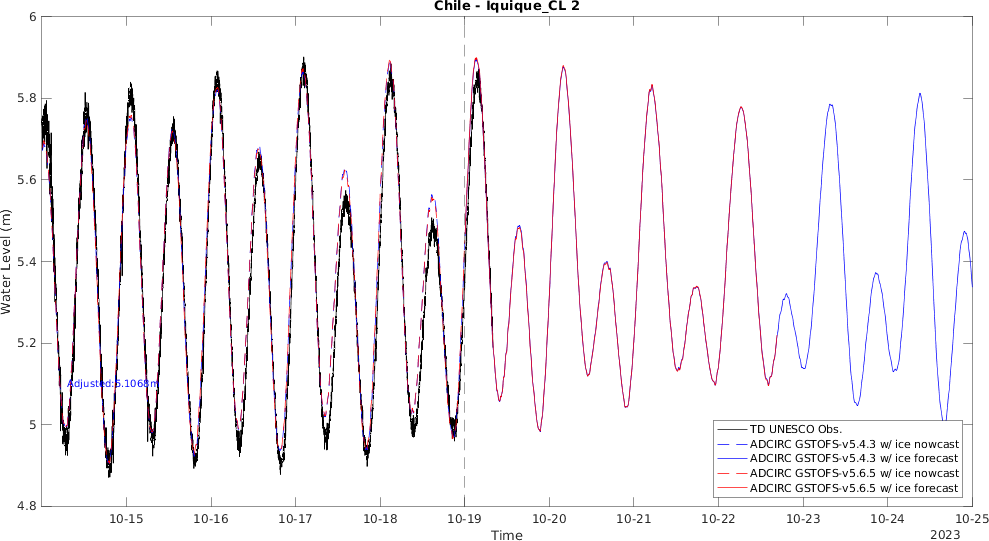 Chile - Iquique_CL 2
6
5.8
5.6
5.4
5.2
5
4.8
Water Level (m)
Adjusted:5.1068m
10-15
10-16
10-17
10-18
10-19
10-20
10-21
10-22
10-23
10-24
10-25
Time
2023
TD UNESCO Obs.
ADCIRC GSTOFS-v5.4.3 w/ ice nowcast
ADCIRC GSTOFS-v5.4.3 w/ ice forecast
ADCIRC GSTOFS-v5.6.5 w/ ice nowcast
ADCIRC GSTOFS-v5.6.5 w/ ice forecast